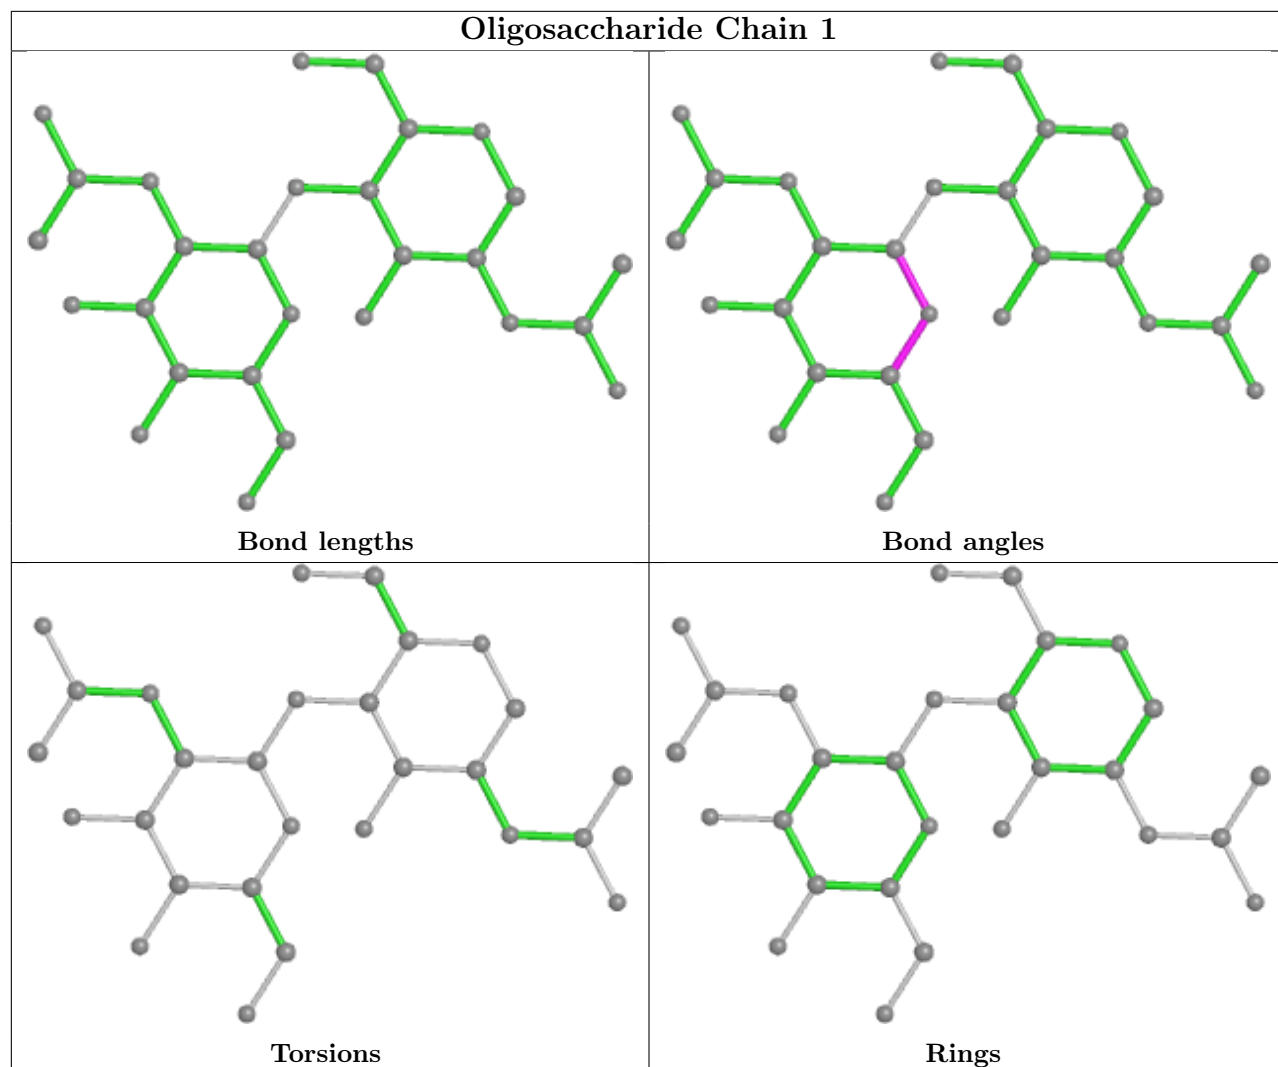 Oligosaccharide Chain 1
Bond lengths
Bond angles
Torsions
Rings